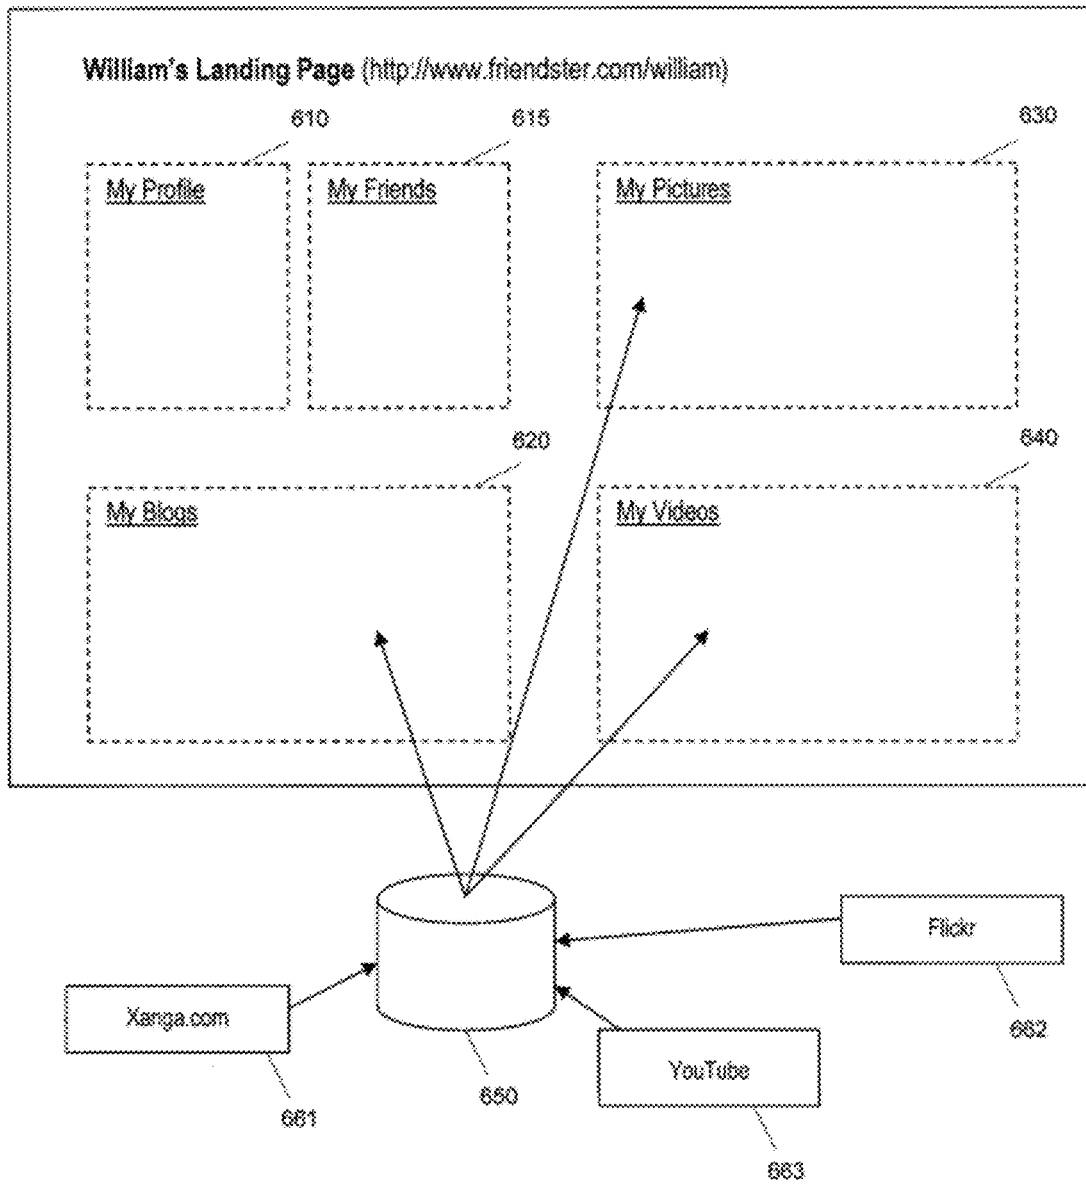 William's Landing Page (http://www.friendster.com/william)
610
615
630
My Profile
My Friends
My Pictures
620
640
My Blogs
My Videos
Flickr
Xanga.com
662
650
YouTube
661
663